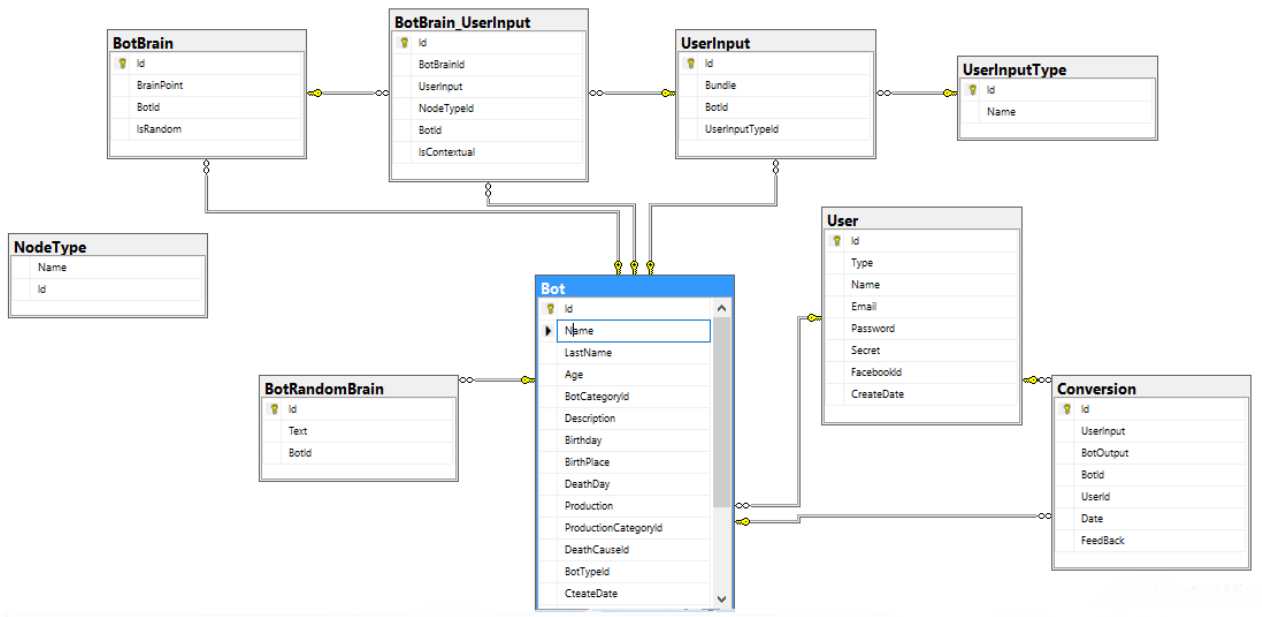 BotBrain
Id
BrainPoint
BotId
IsRandom
BotBrain_UserInput
Id
BotBrainId
UserInput
NodeTypeId
BotId
IsContextual
UserInput
Id
Bundle
BotId
UserInputTypeId
UserInputType
Id
Name
NodeType
Name
Id
Bot
Id
Name
LastName
Age
BotCategoryId
Description
Birthday
BirthPlace
DeathDay
Production
ProductionCategoryId
DeathCauseId
BotTypeId
CteateDate
User
Id
Type
Name
Email
Password
Secret
FacebookId
CreateDate
BotRandomBrain
Id
Text
BotId
Conversion
Id
UserInput
BotOutput
BotId
UserId
Date
FeedBack